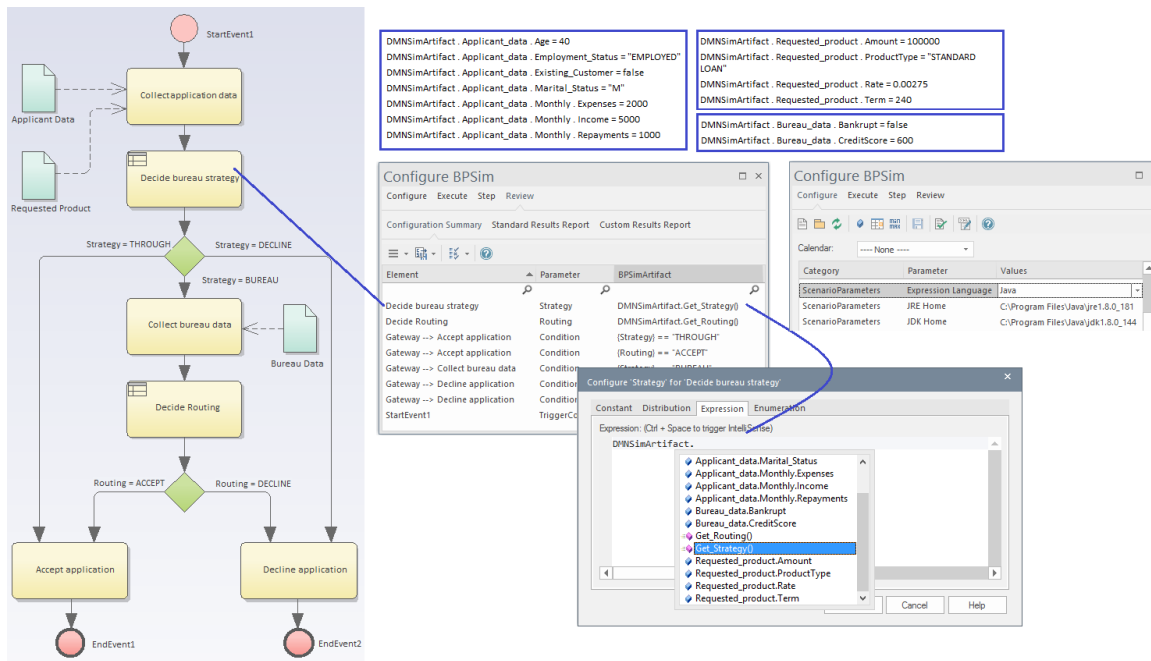 StartEvent1
Collect application data
Applicant Data
Decide bureau strategy
Requested Product
Strategy = THROUGH
Strategy = DECLINE
Strategy = BUREAU
Collect bureau data
Bureau Data
Decide Routing
Routing = ACCEPT
Routing = DECLINE
Accept application
Decline application
EndEvent1
EndEvent2
DMNSimArtifact . Applicant_data . Age = 40
DMNSimArtifact . Applicant_data . Employment_Status = "EMPLOYED"
DMNSimArtifact . Applicant_data . Existing_Customer = false
DMNSimArtifact . Applicant_data . Marital_Status = "M"
DMNSimArtifact . Applicant_data . Monthly . Expenses = 2000
DMNSimArtifact . Applicant_data . Monthly . Income = 5000
DMNSimArtifact . Applicant_data . Monthly . Repayments = 1000
DMNSimArtifact . Requested_product . Amount = 100000
DMNSimArtifact . Requested_product . ProductType = "STANDARD
LOAN"
DMNSimArtifact . Requested_product . Rate = 0.00275
DMNSimArtifact . Requested_product . Term = 240
DMNSimArtifact . Bureau_data . Bankrupt = false
DMNSimArtifact . Bureau_data . CreditScore = 600
Configure BPSim
Configure Execute Step Review
Configuration Summary Standard Results Report Custom Results Report
Element Parameter BPSimArtifact
Decide bureau strategy Strategy DMNSimArtifact.Get_Strategy()
Decide Routing Routing DMNSimArtifact.Get_Routing()
Gateway --> Accept application Condition {Strategy} == "THROUGH"
Gateway --> Accept application Condition {Routing} == "ACCEPT"
Gateway --> Collect bureau data Condition {Strategy} == "BUREAU"
Gateway --> Decline application
Gateway --> Decline application
StartEvent1
Configure BPSim
Configure Execute Step Review
Calendar: ---- None ----
Category Parameter Values
ScenarioParameters Expression Language Java
ScenarioParameters JRE Home C:\Program Files\Java\jre1.8.0_181
ScenarioParameters JDK Home C:\Program Files\Java\jdk1.8.0_144
Configure 'Strategy' for 'Decide bureau strategy'
Constant Distribution Expression Enumeration
Expression: (Ctrl + Space to trigger IntelliSense)
DMNSimArtifact.
Applicant_data.Marital_Status
Applicant_data.Monthly.Expenses
Applicant_data.Monthly.Income
Applicant_data.Monthly.Repayments
Bureau_data.Bankrupt
Bureau_data.CreditScore
Get_Routing()
Get_Strategy()
Requested_product.Amount
Requested_product.ProductType
Requested_product.Rate
Requested_product.Term
Cancel Help